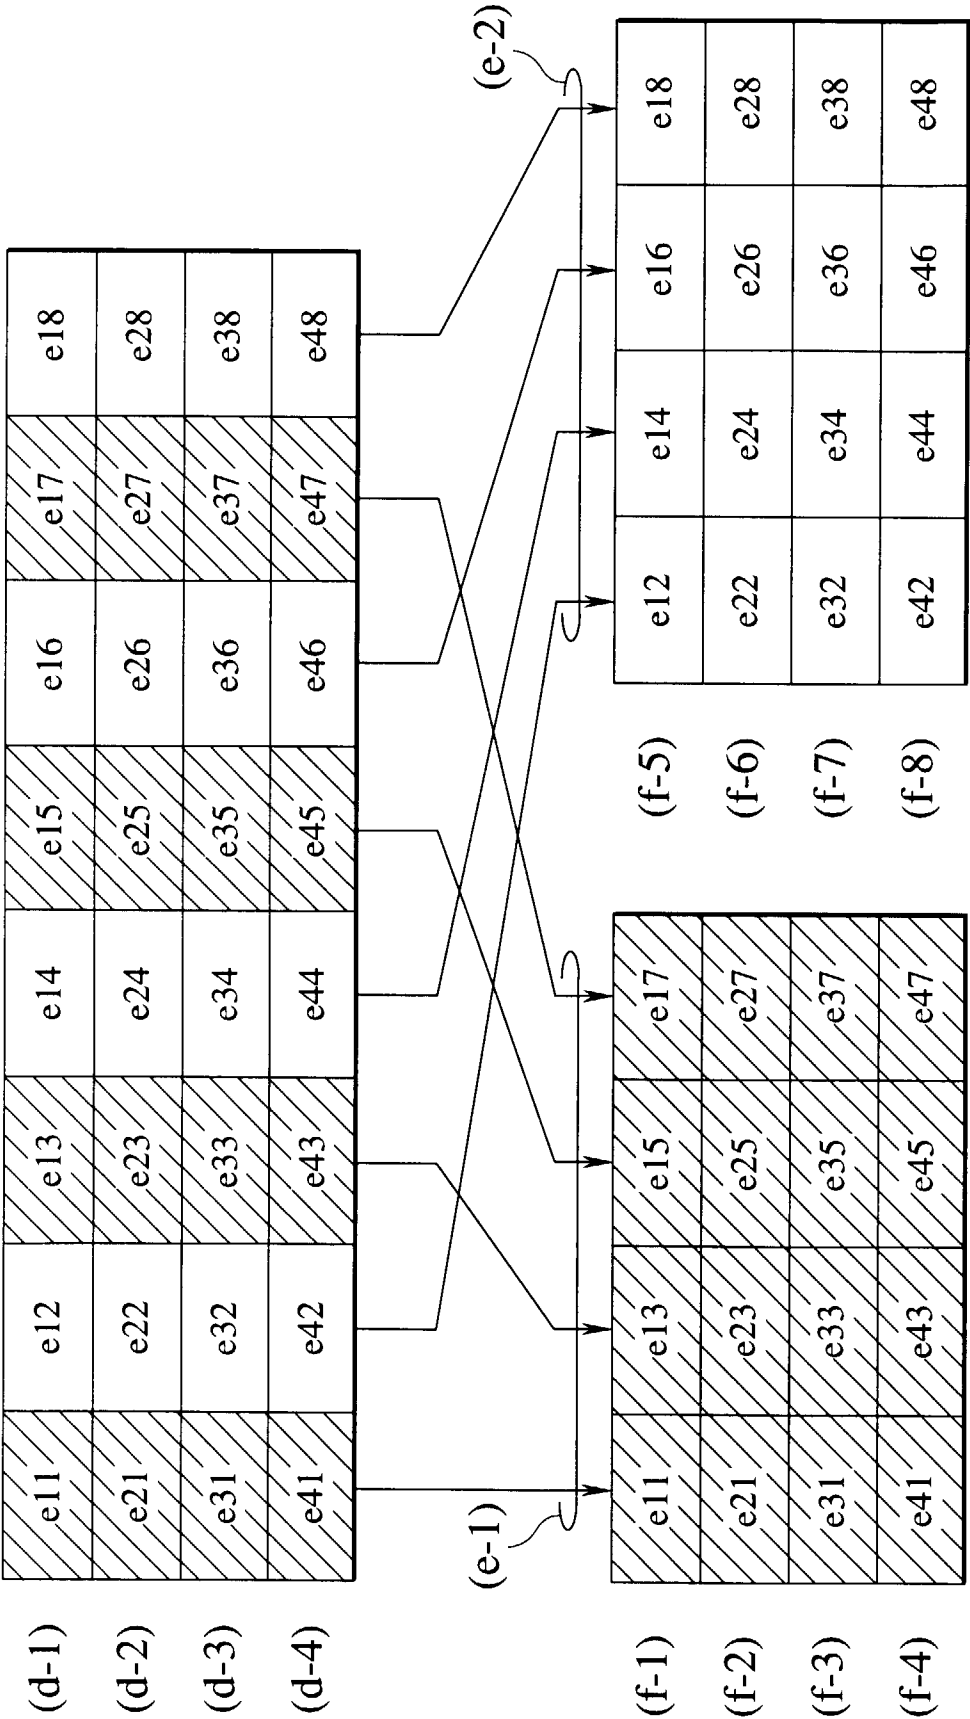 (d-1) e11 e12 e13 e14 e15 e16 e17 e18
(d-2) e21 e22 e23 e24 e25 e26 e27 e28
(d-3) e31 e32 e33 e34 e35 e36 e37 e38
(d-4) e41 e42 e43 e44 e45 e46 e47 e48
(e-1) (e-2)
(f-1) e11 e13 e15 e17 (f-5) e12 e14 e16 e18
(f-2) e21 e23 e25 e27 (f-6) e22 e24 e26 e28
(f-3) e31 e33 e35 e37 (f-7) e32 e34 e36 e38
(f-4) e41 e43 e45 e47 (f-8) e42 e44 e46 e48